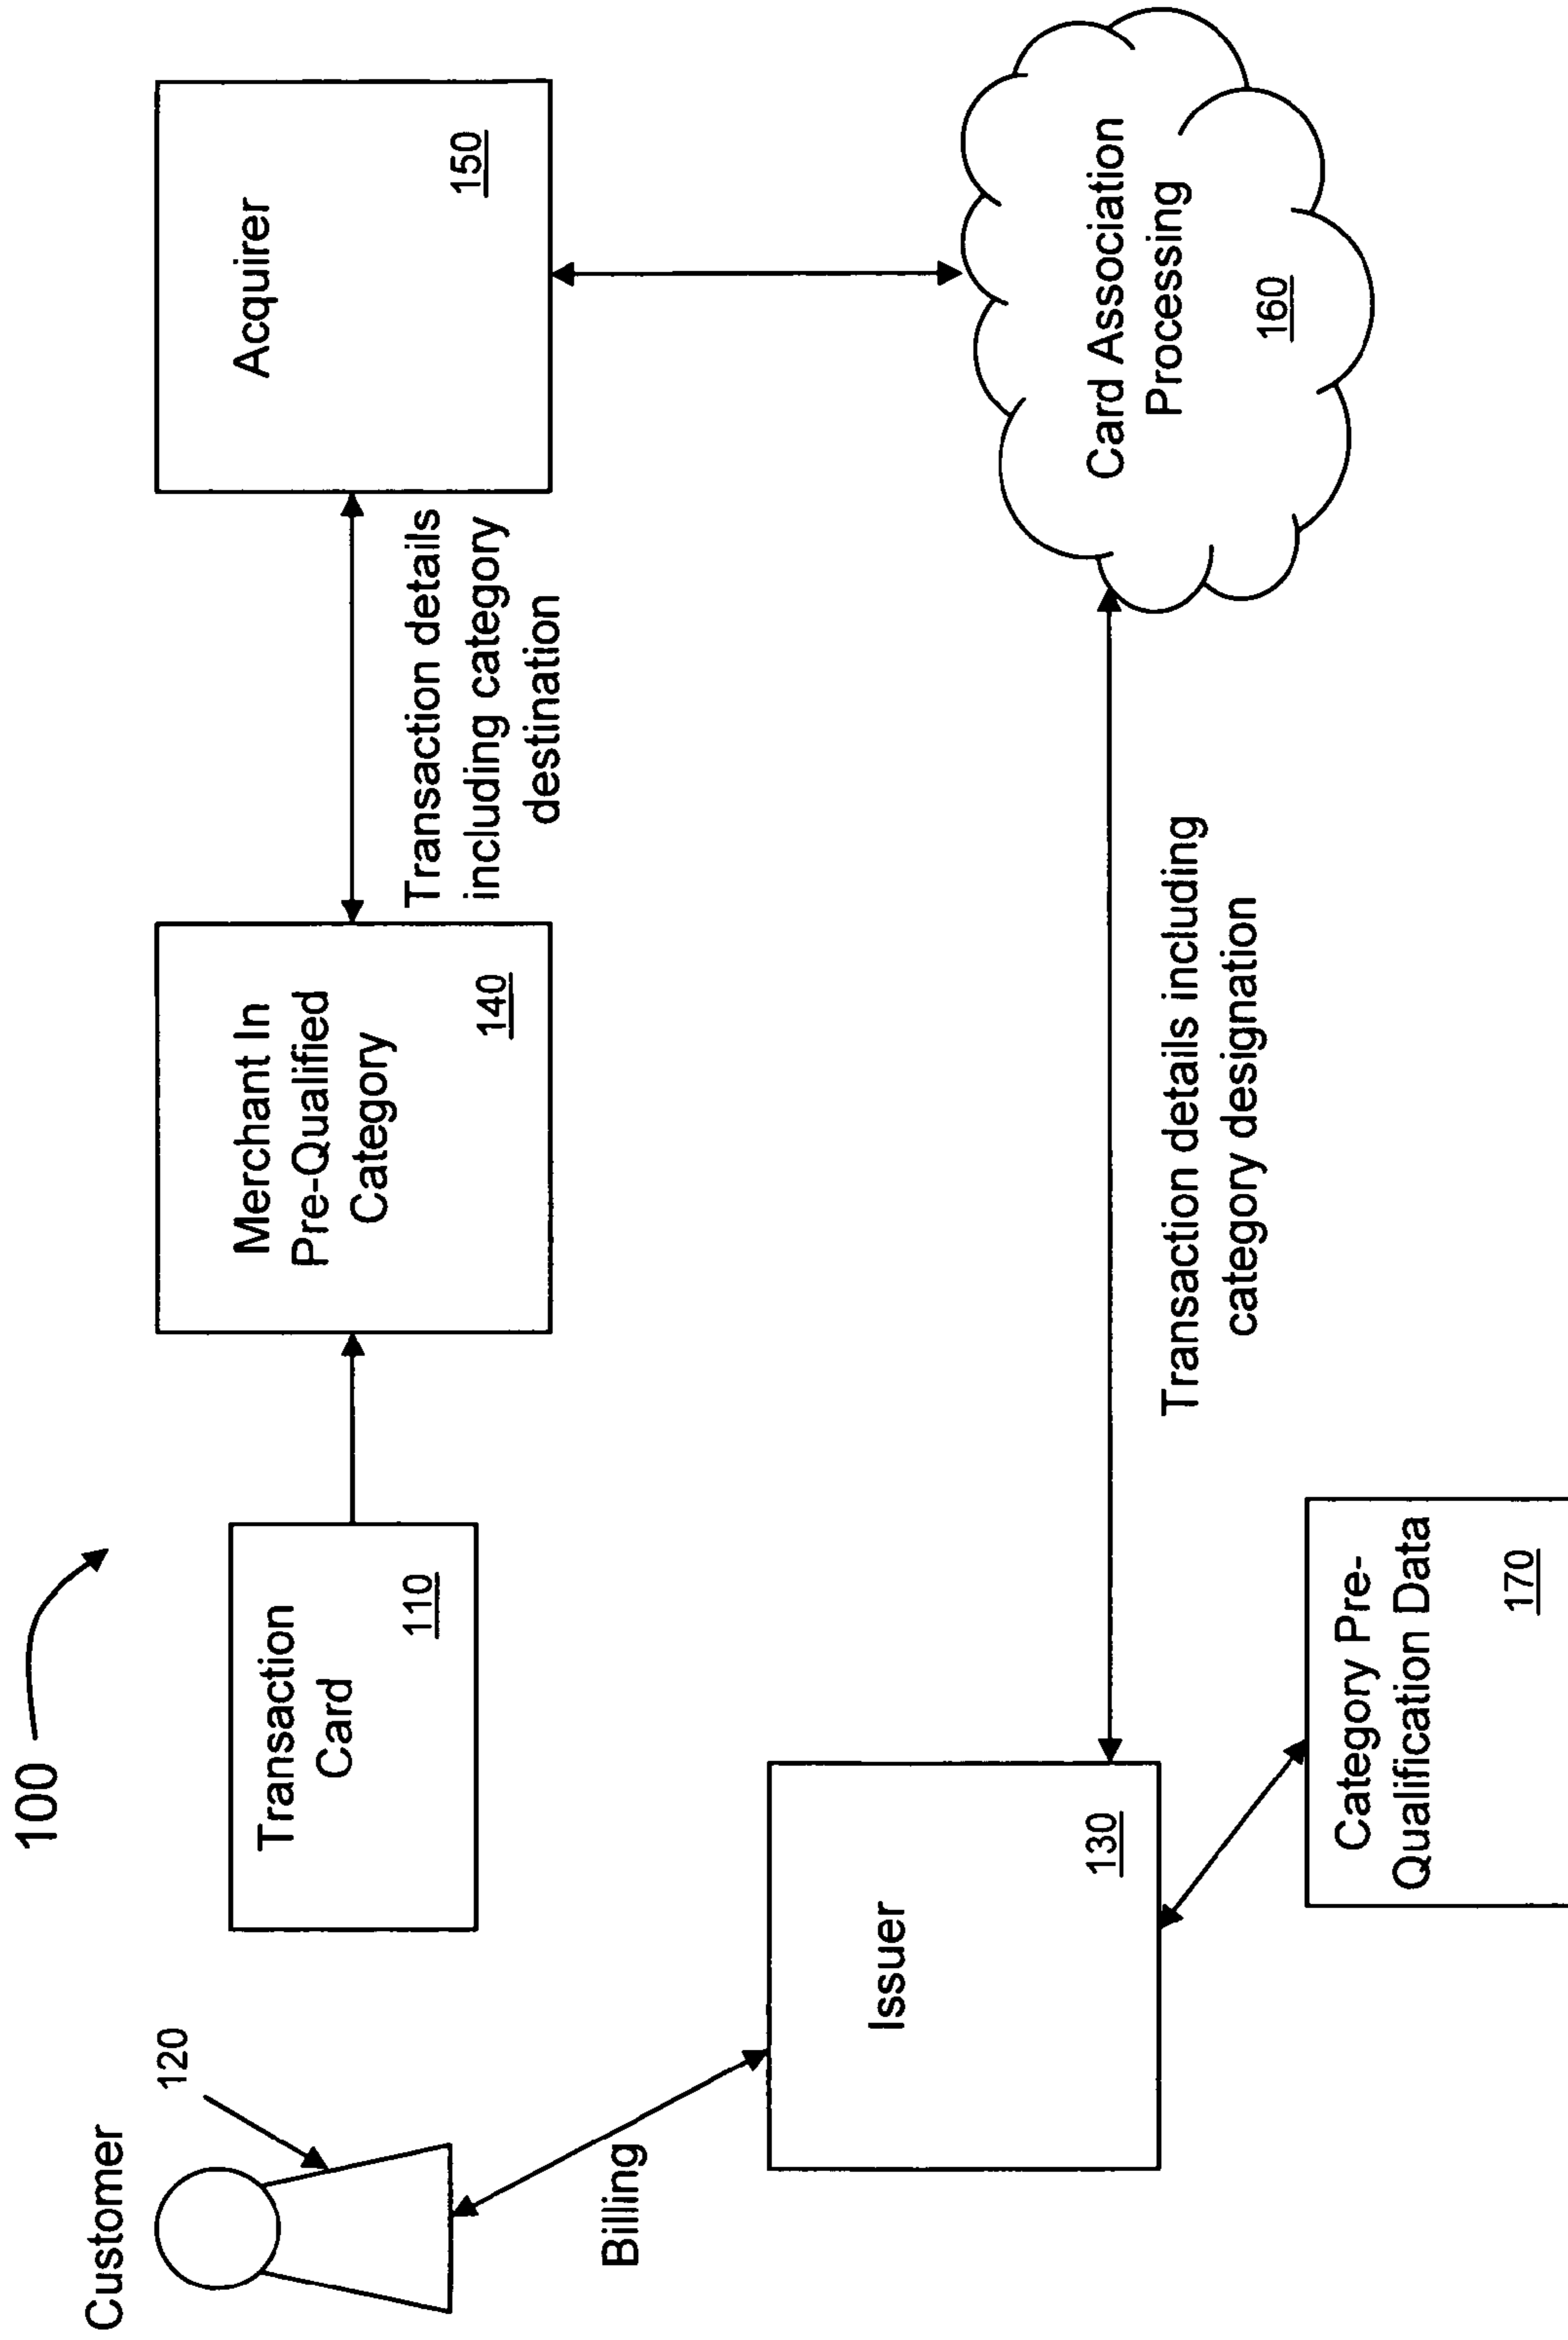 100
Customer
120
Transaction
Card
110
Merchant In
Pre-Qualified
Category
140
Transaction details
including category
destination
Acquirer
150
Billing
Issuer
130
Transaction details including
category designation
Card Association
Processing
160
Category Pre-
Qualification Data
170